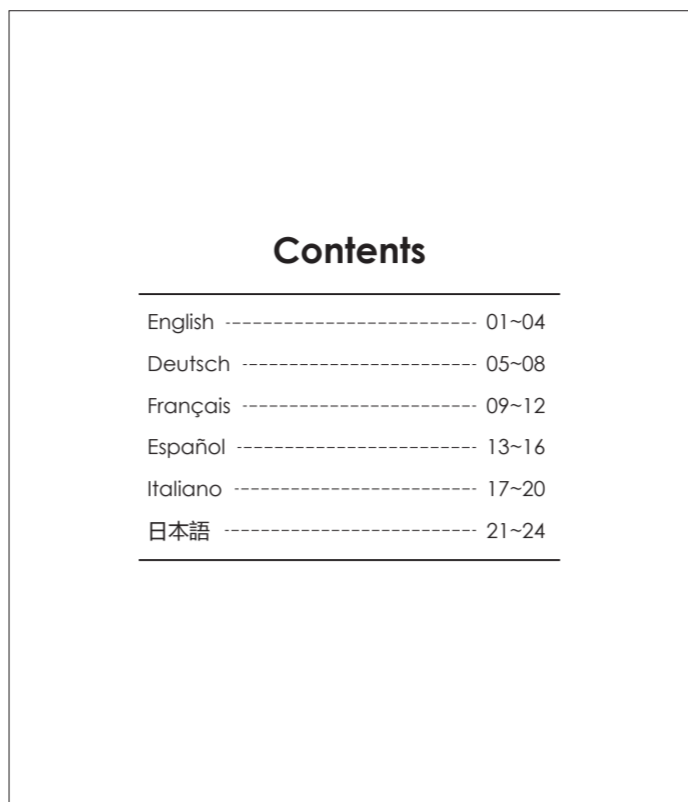 Contents
English -------------------------- 01~04
Deutsch ------------------------ 05~08
Français ------------------------ 09~12
Español ------------------------- 13~16
Italiano ------------------------- 17~20
日本語 -------------------------- 21~24